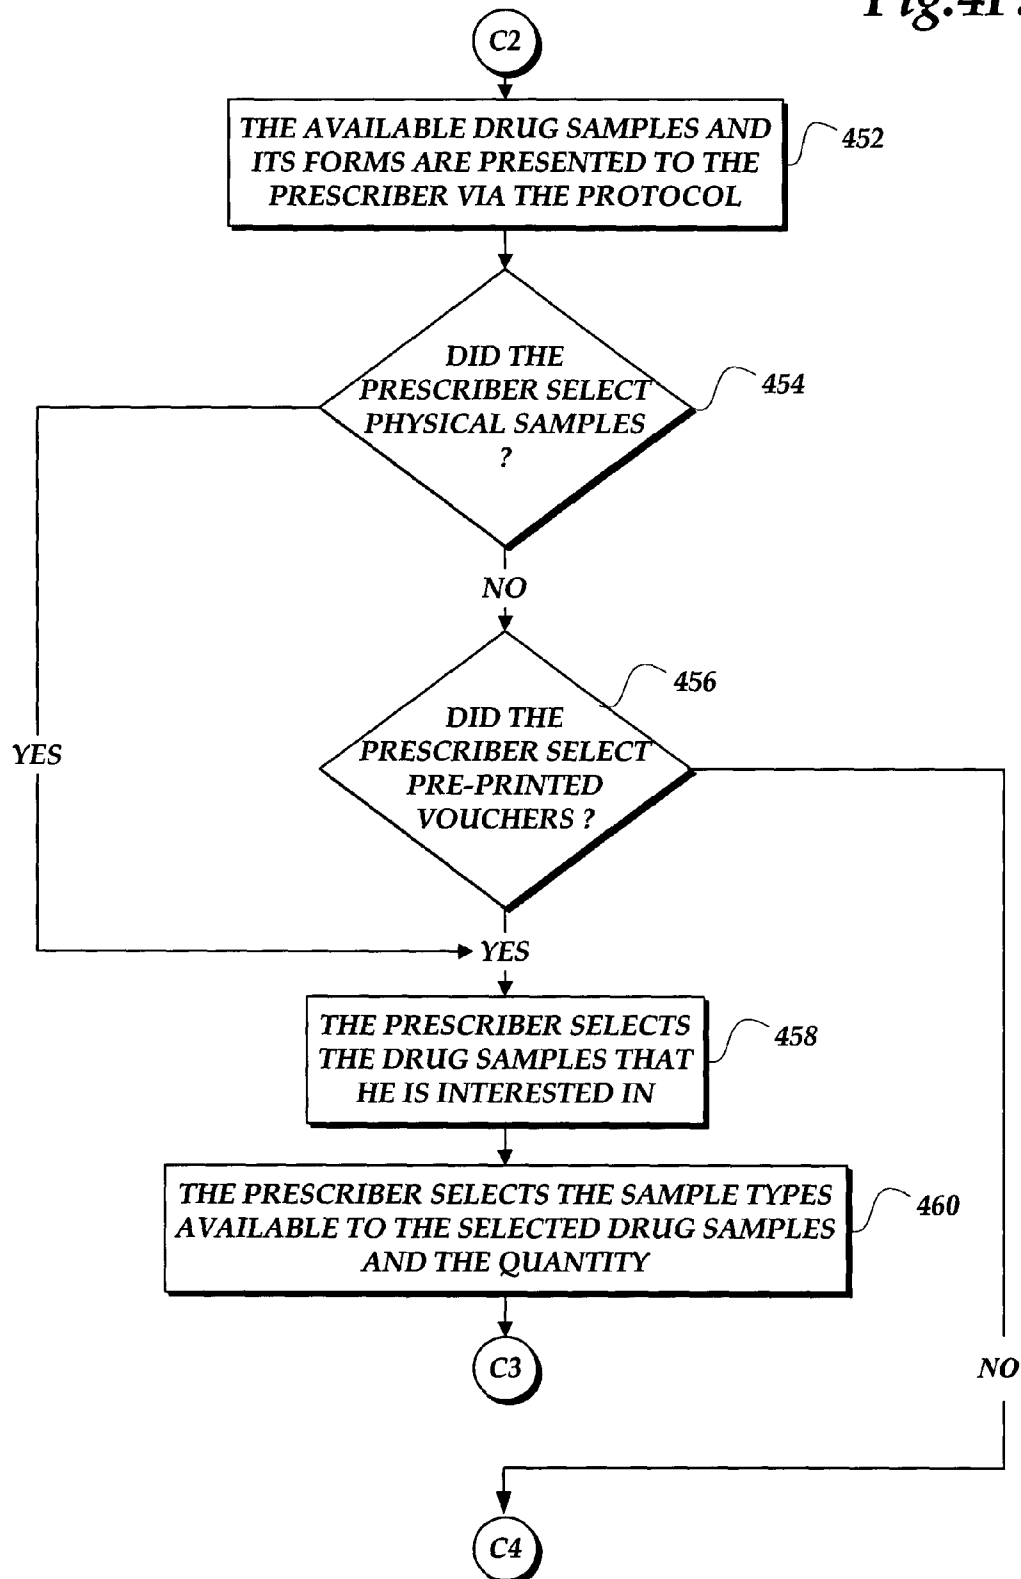 C2
THE AVAILABLE DRUG SAMPLES AND
ITS FORMS ARE PRESENTED TO THE
PRESCRIBER VIA THE PROTOCOL
452
DID THE
PRESCRIBER SELECT
PHYSICAL SAMPLES
?
454
NO
456
DID THE
PRESCRIBER SELECT
PRE-PRINTED
VOUCHERS ?
YES
YES
THE PRESCRIBER SELECTS
THE DRUG SAMPLES THAT
HE IS INTERESTED IN
458
THE PRESCRIBER SELECTS THE SAMPLE TYPES
AVAILABLE TO THE SELECTED DRUG SAMPLES
AND THE QUANTITY
460
C3
NO
C4